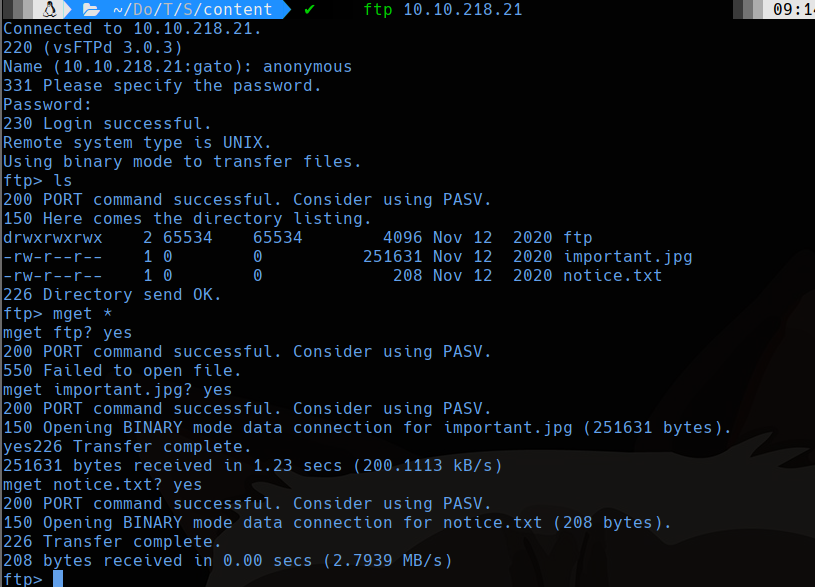 ~/Do/T/S/content ✔ ftp 10.10.218.21 09:14
Connected to 10.10.218.21.
220 (vsFTPd 3.0.3)
Name (10.10.218.21:gato): anonymous
331 Please specify the password.
Password:
230 Login successful.
Remote system type is UNIX.
Using binary mode to transfer files.
ftp> ls
200 PORT command successful. Consider using PASV.
150 Here comes the directory listing.
drwxrwxrwx    2 65534    65534        4096 Nov 12  2020 ftp
-rw-r--r--    1 0        0          251631 Nov 12  2020 important.jpg
-rw-r--r--    1 0        0             208 Nov 12  2020 notice.txt
226 Directory send OK.
ftp> mget *
mget ftp? yes
200 PORT command successful. Consider using PASV.
550 Failed to open file.
mget important.jpg? yes
200 PORT command successful. Consider using PASV.
150 Opening BINARY mode data connection for important.jpg (251631 bytes).
yes226 Transfer complete.
251631 bytes received in 1.23 secs (200.1113 kB/s)
mget notice.txt? yes
200 PORT command successful. Consider using PASV.
150 Opening BINARY mode data connection for notice.txt (208 bytes).
226 Transfer complete.
208 bytes received in 0.00 secs (2.7939 MB/s)
ftp>